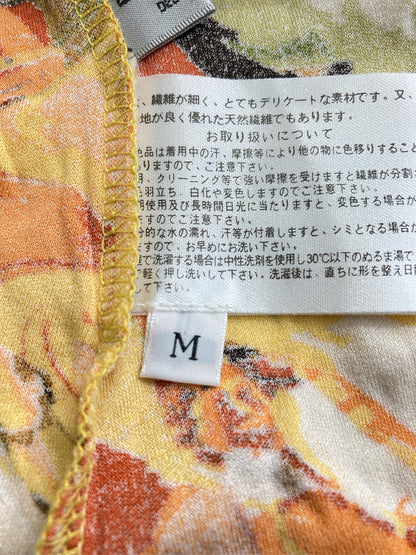 は、繊維が細く、とてもデリケートな素材です。又、
地が良く優れた天然繊維でもあります。
お取り扱いについて
色品は着用中の汗、摩擦等により他の物に色移りすること
ありますので、ご注意下さい。
用、クリーニング等で強い摩擦を受けますと繊維が分割さ
毛羽立ち、白化や変色しますのでご注意下さい。
用使用及び長時間日光に当たりますと、変色する場合が
すのでご注意下さい。
分的な水の濡れ、汗等が付着しますと、シミとなる場合が
すので、お早めにお洗い下さい。
庭で洗濯する場合は中性洗剤を使用し30℃以下のぬるま湯で
て軽く押し洗いして下さい。洗濯後は、直ちに形を整え日陰
M